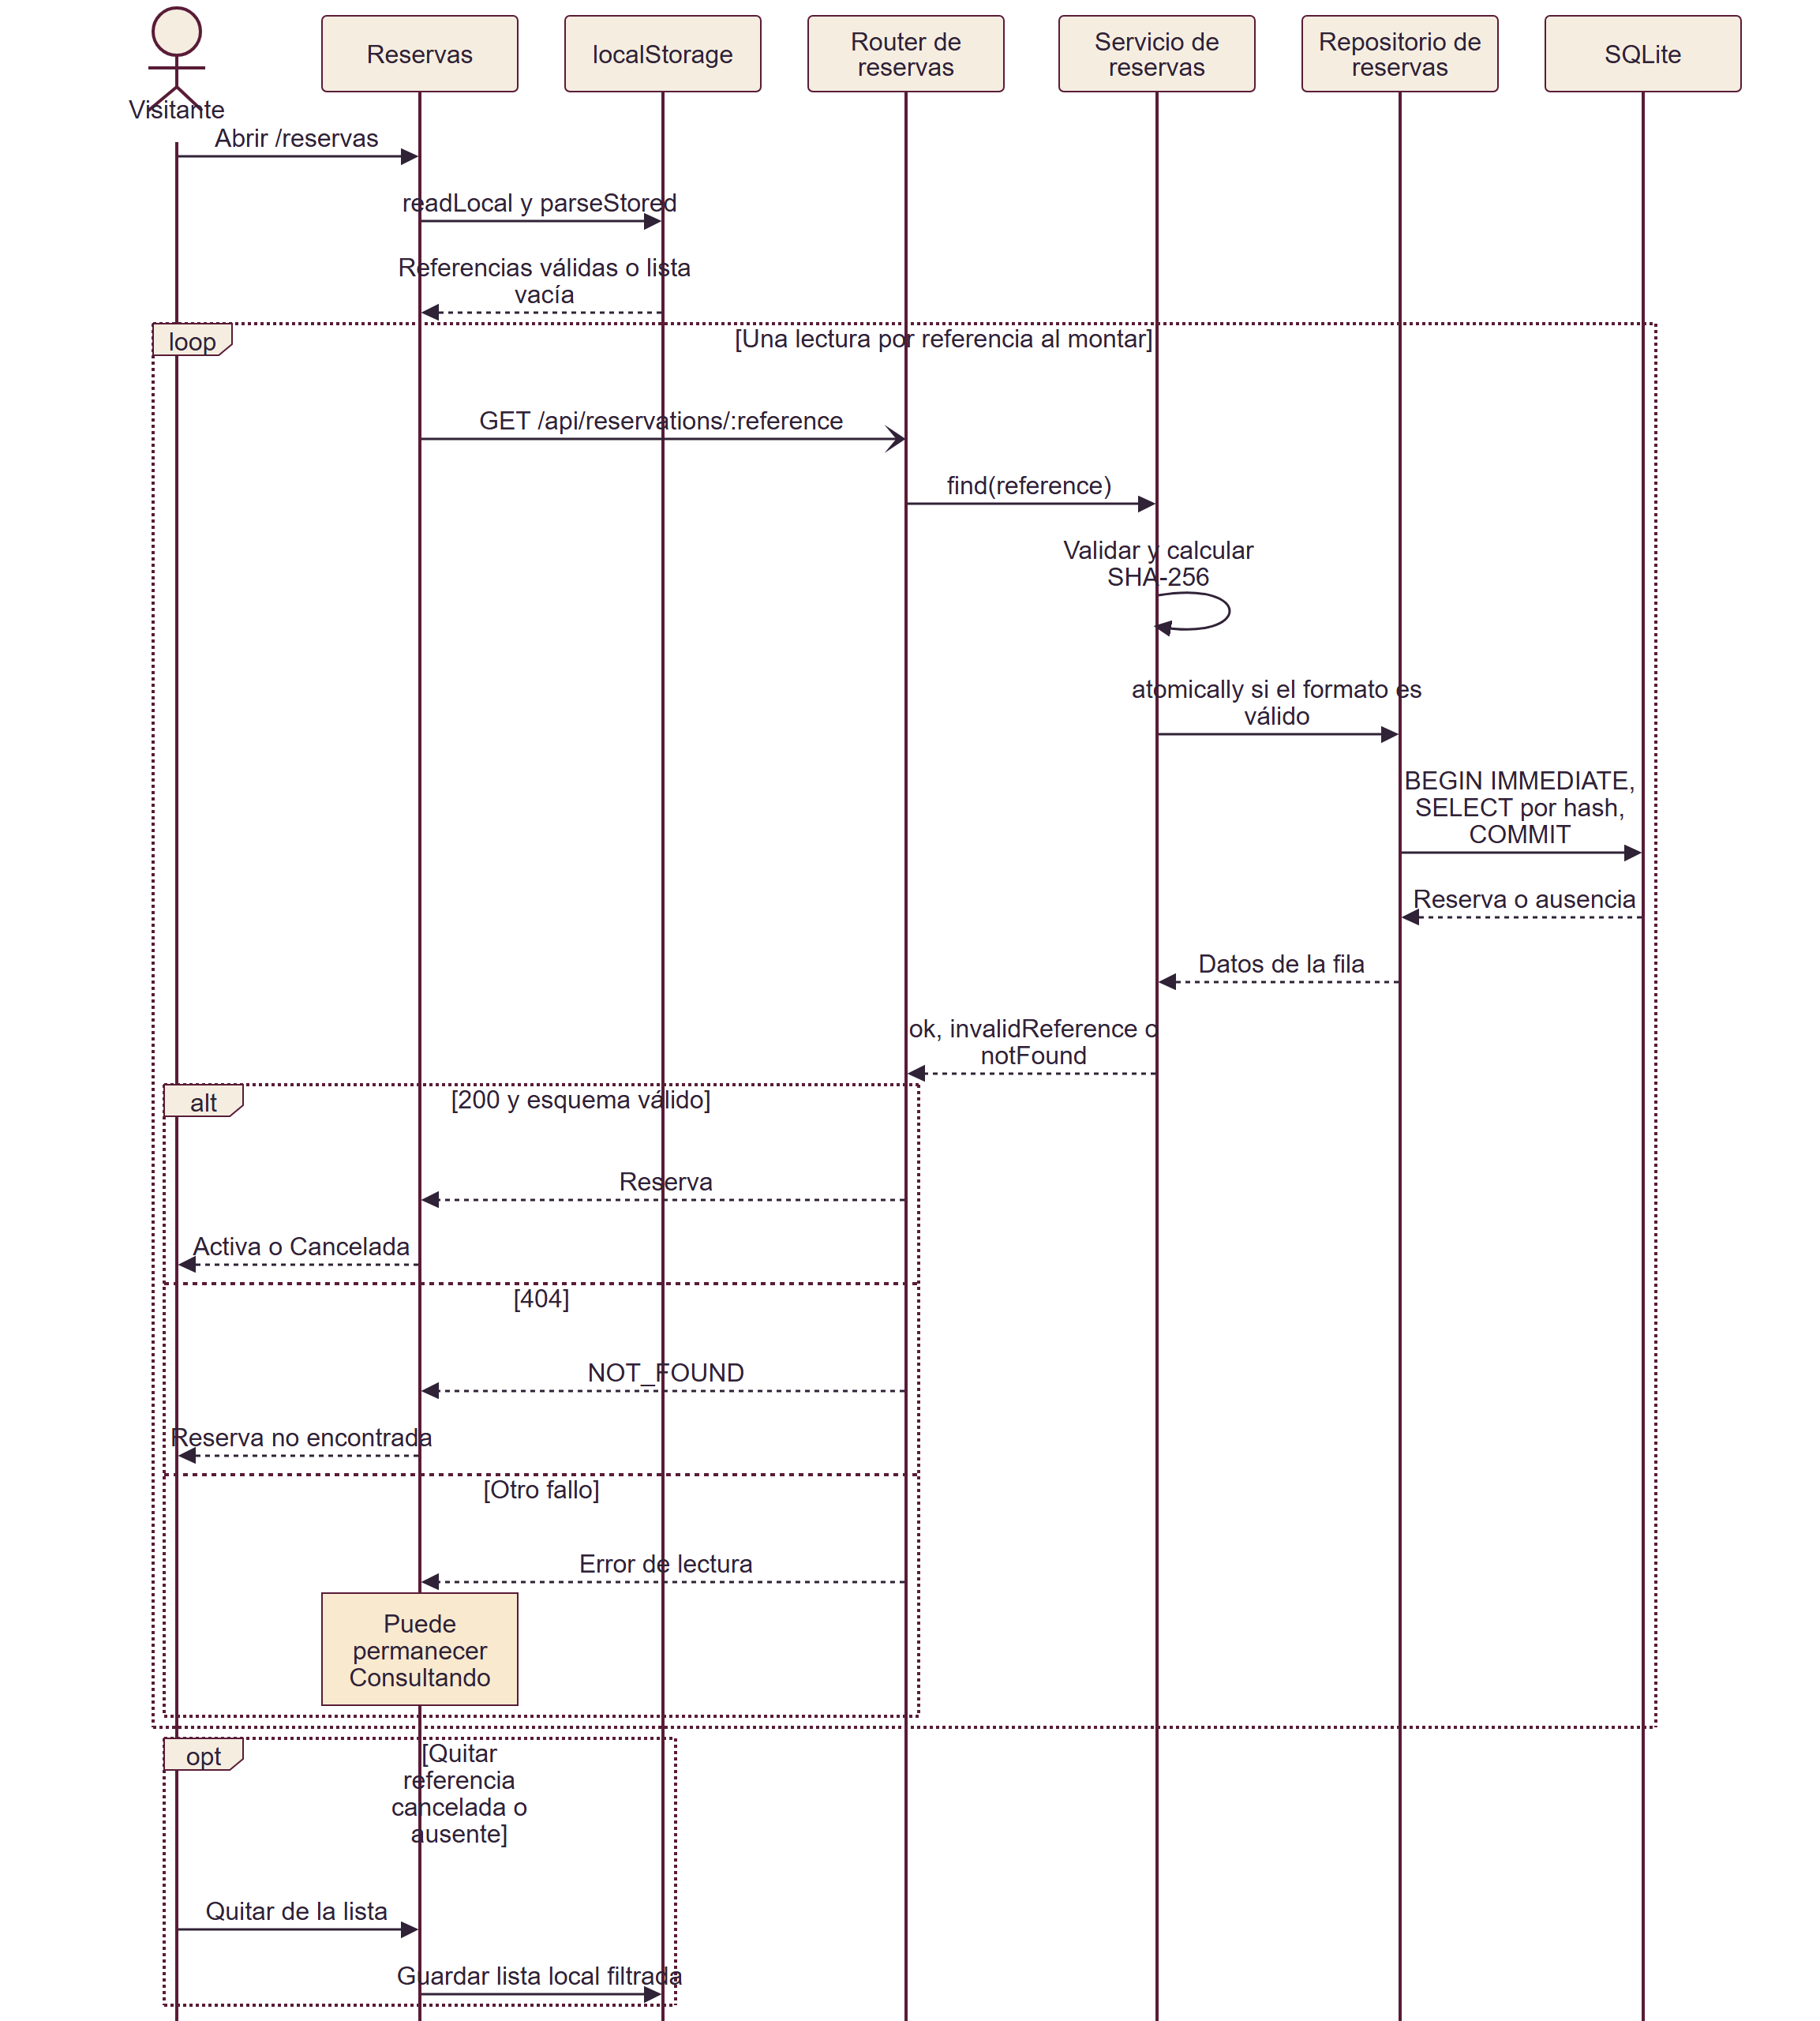 Visitante
Reservas
localStorage
Router de
reservas
Servicio de
reservas
Repositorio de
reservas
SQLite
Abrir /reservas
readLocal y parseStored
Referencias válidas o lista
vacía
loop
[Una lectura por referencia al montar]
GET /api/reservations/:reference
find(reference)
Validar y calcular
SHA-256
atomically si el formato es
válido
BEGIN IMMEDIATE,
SELECT por hash,
COMMIT
Reserva o ausencia
Datos de la fila
ok, invalidReference o
notFound
alt
[200 y esquema válido]
Reserva
Activa o Cancelada
[404]
NOT_FOUND
Reserva no encontrada
[Otro fallo]
Error de lectura
Puede
permanecer
Consultando
opt
[Quitar
referencia
cancelada o
ausente]
Quitar de la lista
Guardar lista local filtrada